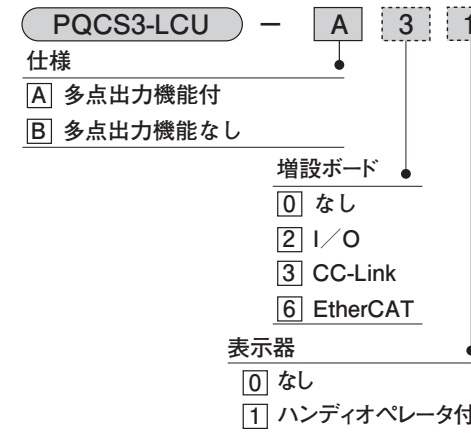 PQCS3-LCU － A 3 1
仕様
A 多点出力機能付
B 多点出力機能なし
増設ボード
0 なし
2 I／O
3 CC-Link
6 EtherCAT
表示器
0 なし
1 ハンディオペレータ付